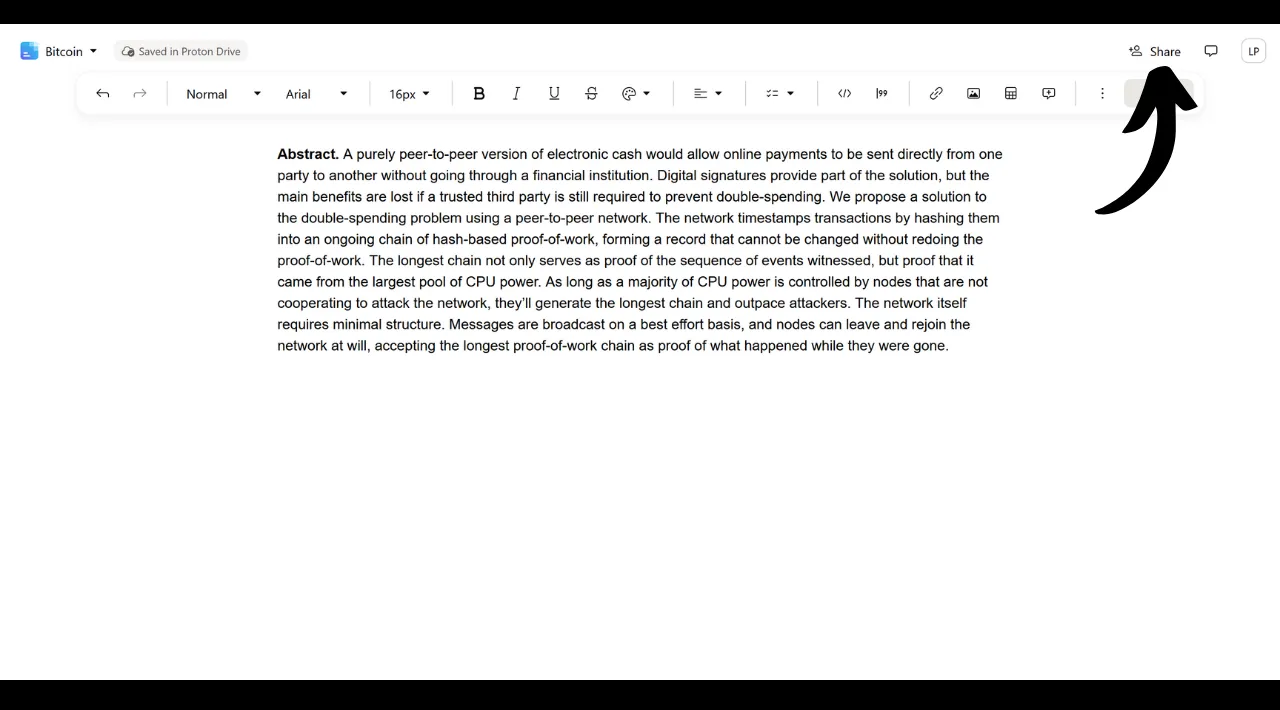 Bitcoin
Saved in Proton Drive
Share
LP
Normal
Arial
16px
B
I
U
S
</>
99
Abstract. A purely peer-to-peer version of electronic cash would allow online payments to be sent directly from one
party to another without going through a financial institution. Digital signatures provide part of the solution, but the
main benefits are lost if a trusted third party is still required to prevent double-spending. We propose a solution to
the double-spending problem using a peer-to-peer network. The network timestamps transactions by hashing them
into an ongoing chain of hash-based proof-of-work, forming a record that cannot be changed without redoing the
proof-of-work. The longest chain not only serves as proof of the sequence of events witnessed, but proof that it
came from the largest pool of CPU power. As long as a majority of CPU power is controlled by nodes that are not
cooperating to attack the network, they'll generate the longest chain and outpace attackers. The network itself
requires minimal structure. Messages are broadcast on a best effort basis, and nodes can leave and rejoin the
network at will, accepting the longest proof-of-work chain as proof of what happened while they were gone.